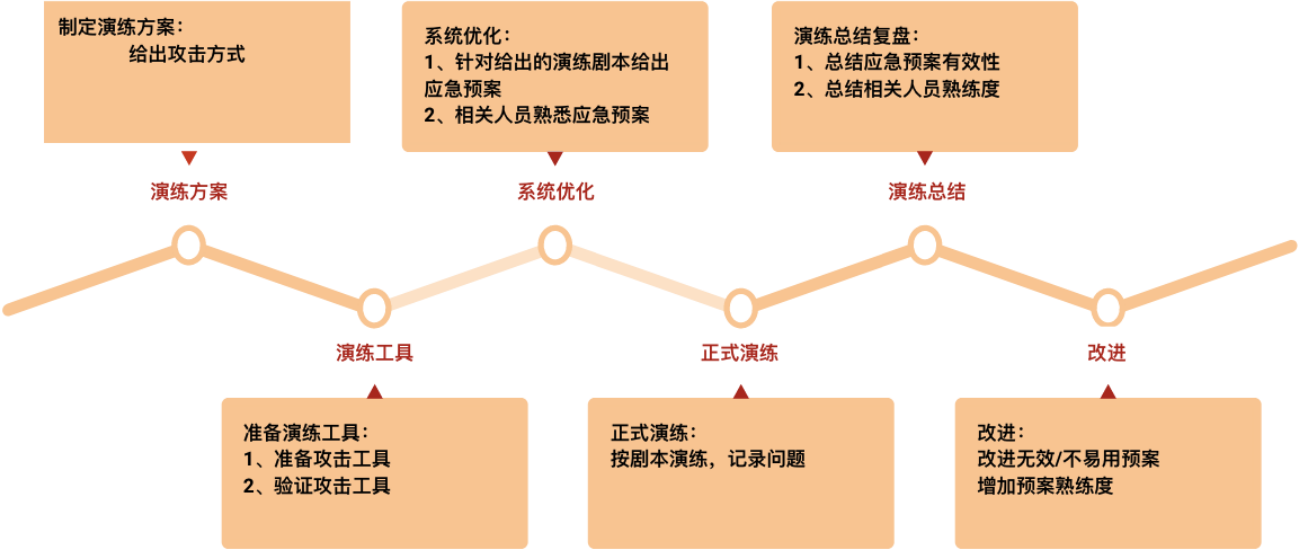 制定演练方案：
给出攻击方式
系统优化：
1、针对给出的演练剧本给出
应急预案
2、相关人员熟悉应急预案
演练总结复盘：
1、总结应急预案有效性
2、总结相关人员熟练度
演练方案
系统优化
演练总结
演练工具
正式演练
改进
准备演练工具：
1、准备攻击工具
2、验证攻击工具
正式演练：
按剧本演练，记录问题
改进：
改进无效/不易用预案
增加预案熟练度